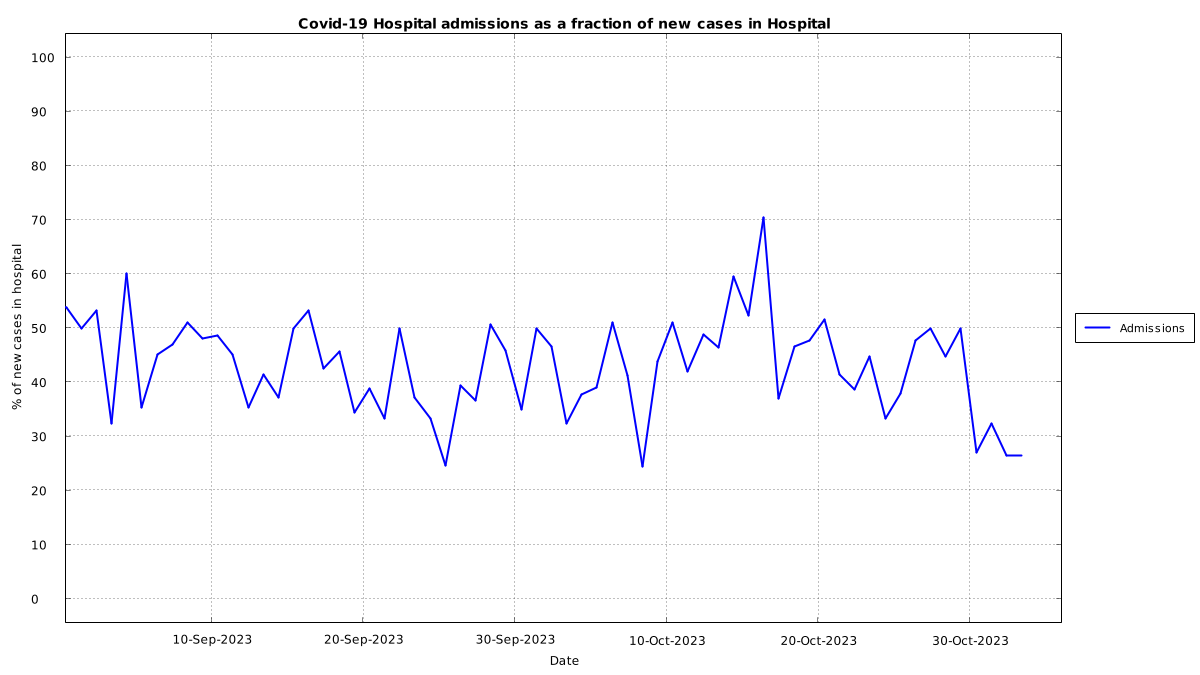 Covid-19 Hospital admissions as a fraction of new cases in Hospital
100
90
80
70
60
50
40
30
20
10
0
% of new cases in hospital
10-Sep-2023
20-Sep-2023
30-Sep-2023
10-Oct-2023
20-Oct-2023
30-Oct-2023
Date
Admissions